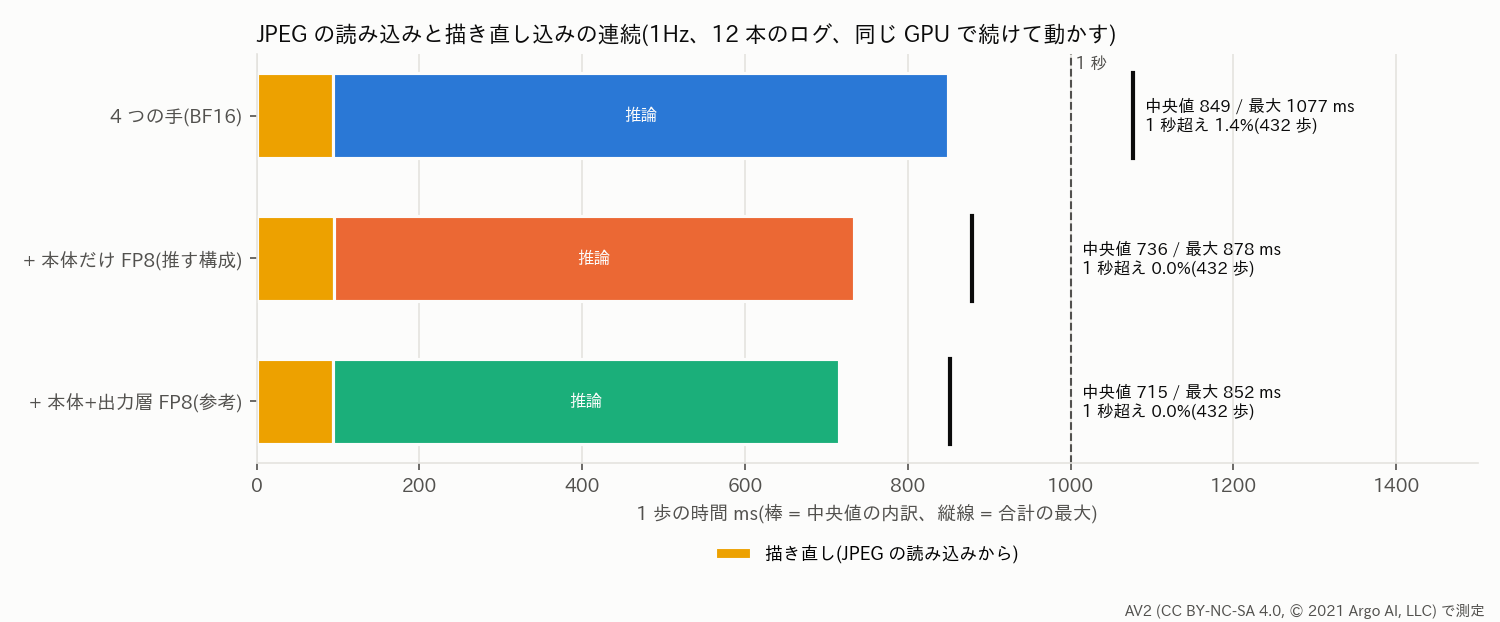 JPEG の読み込みと描き直し込みの連続(1Hz、12 本のログ、同じ GPU で続けて動かす)
1 秒
4 つの手(BF16)
推論
中央値 849 / 最大 1077 ms
1 秒超え 1.4%(432 歩)
+ 本体だけ FP8(推す構成)
推論
中央値 736 / 最大 878 ms
1 秒超え 0.0%(432 歩)
+ 本体+出力層 FP8(参考)
推論
中央値 715 / 最大 852 ms
1 秒超え 0.0%(432 歩)
0 200 400 600 800 1000 1200 1400
1 歩の時間 ms(棒 = 中央値の内訳、縦線 = 合計の最大)
描き直し(JPEG の読み込みから)
AV2 (CC BY-NC-SA 4.0, © 2021 Argo AI, LLC) で測定